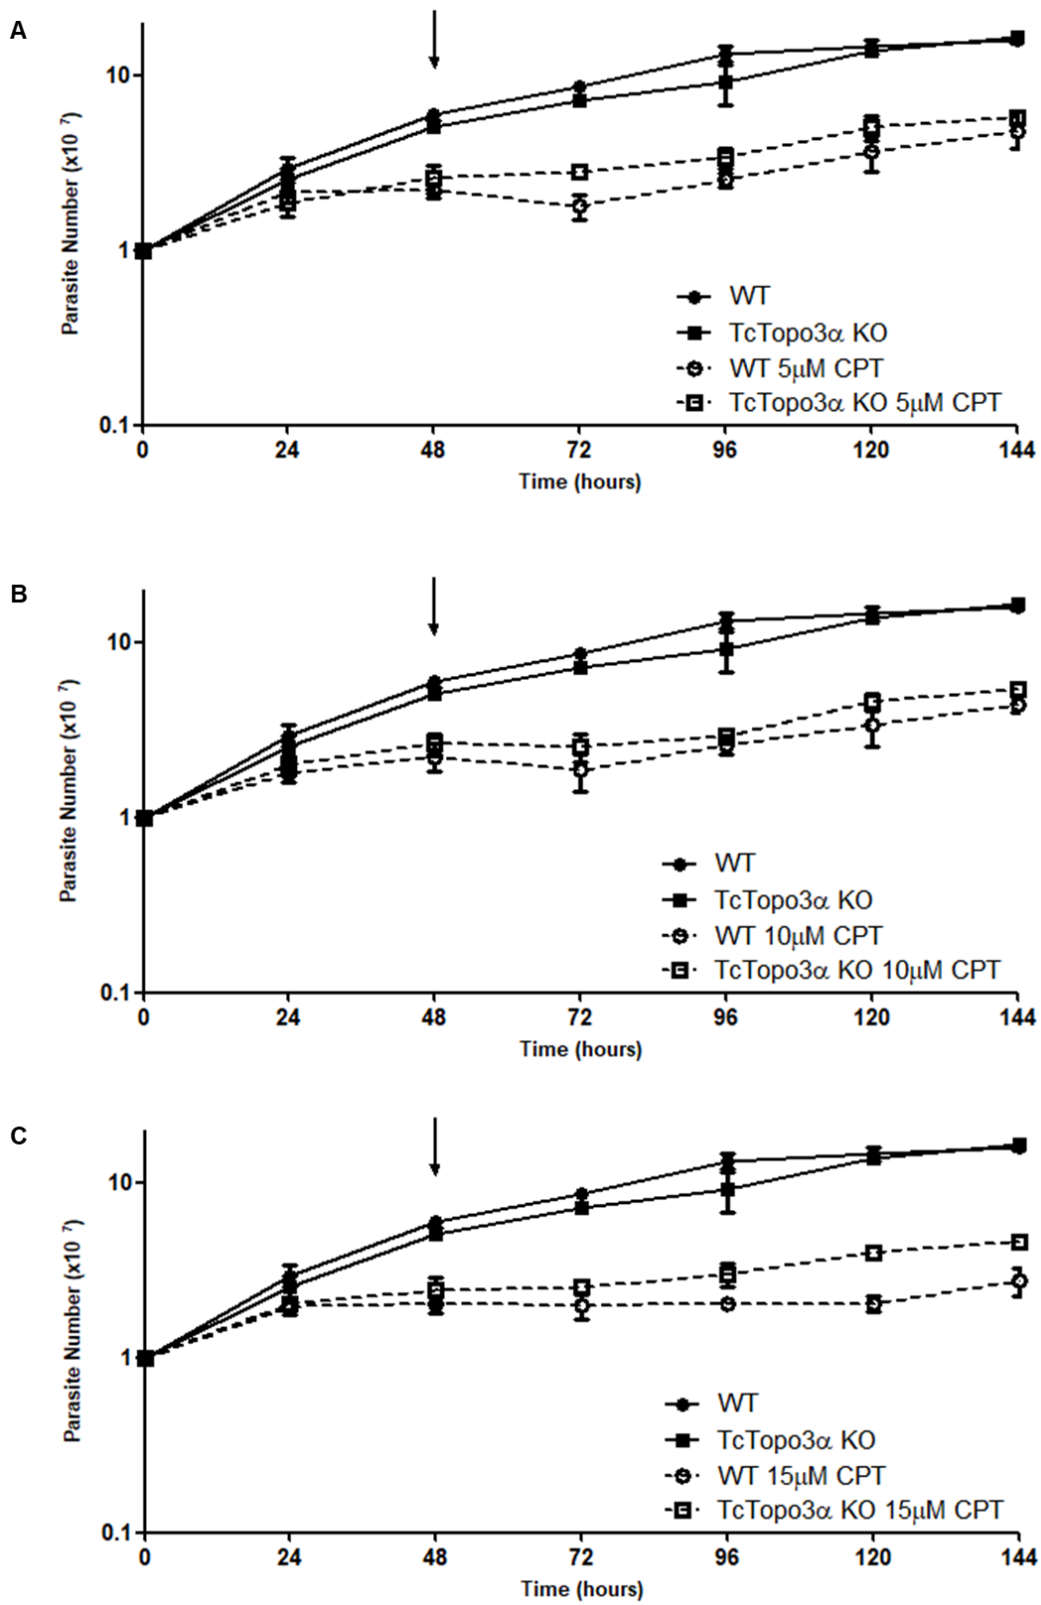 A
Parasite Number (x10 7)
10
1
0.1
WT
TcTopo3α KO
WT 5μM CPT
TcTopo3α KO 5μM CPT
0 24 48 72 96 120 144
Time (hours)
B
Parasite Number (x10 7)
10
1
0.1
WT
TcTopo3α KO
WT 10μM CPT
TcTopo3α KO 10μM CPT
0 24 48 72 96 120 144
Time (hours)
C
Parasite Number (x10 7)
10
1
0.1
WT
TcTopo3α KO
WT 15μM CPT
TcTopo3α KO 15μM CPT
0 24 48 72 96 120 144
Time (hours)